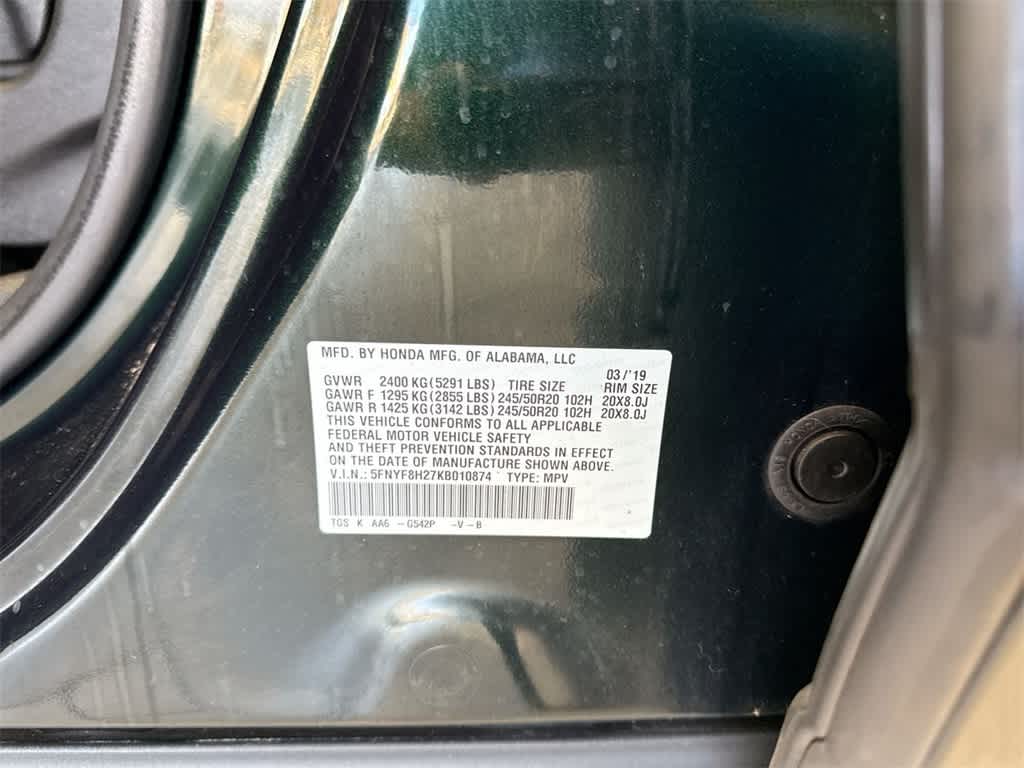 MFD. BY HONDA MFG. OF ALABAMA, LLC
03/'19
GVWR 2400 KG(5291 LBS) TIRE SIZE RIM SIZE
GAWR F 1295 KG(2855 LBS) 245/50R20 102H 20X8.0J
GAWR R 1425 KG(3142 LBS) 245/50R20 102H 20X8.0J
THIS VEHICLE CONFORMS TO ALL APPLICABLE
FEDERAL MOTOR VEHICLE SAFETY
AND THEFT PREVENTION STANDARDS IN EFFECT
ON THE DATE OF MANUFACTURE SHOWN ABOVE.
V.I.N.: 5FNYF8H27KB010874 TYPE: MPV
TGS K AA6 -G542P -V-B